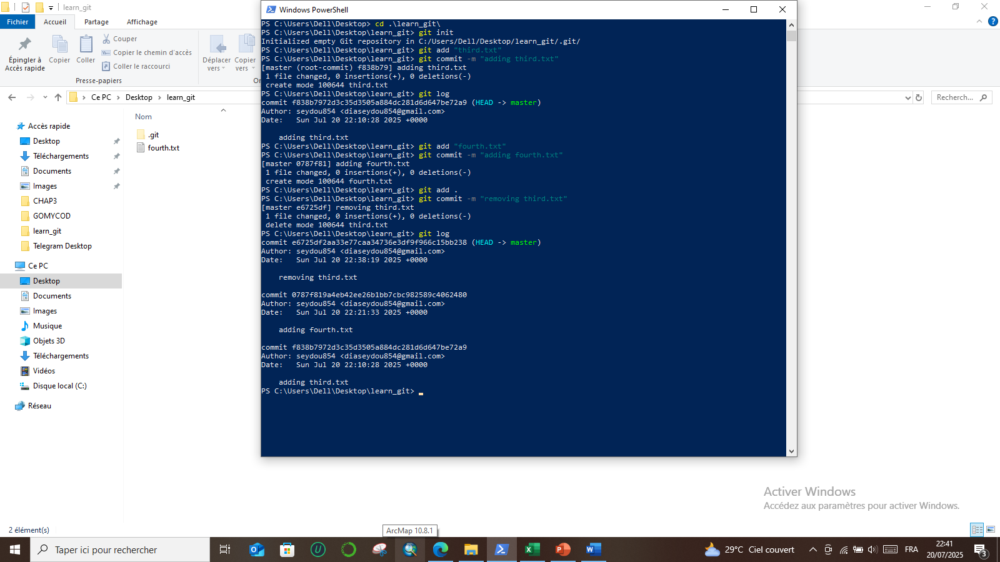 learn_git
Fichier
Accueil
Partage
Affichage
Épingler à
Accès rapide
Copier
Coller
Couper
Copier le chemin d'accès
Coller le raccourci
Presse-papiers
Déplacer
vers
Copier
vers
Ce PC
Desktop
learn_git
Recherch...
Accès rapide
Desktop
Téléchargements
Documents
Images
CHAP3
GOMYCOD
learn_git
Telegram Desktop
Ce PC
Desktop
Documents
Images
Musique
Objets 3D
Téléchargements
Vidéos
Disque local (C:)
Réseau
Nom
.git
fourth.txt
2 élément(s)
Windows PowerShell
PS C:\Users\Dell\Desktop> cd .\learn_git\
PS C:\Users\Dell\Desktop\learn_git> git init
Initialized empty Git repository in C:/Users/Dell/Desktop/learn_git/.git/
PS C:\Users\Dell\Desktop\learn_git> git add "third.txt"
PS C:\Users\Dell\Desktop\learn_git> git commit -m "adding third.txt"
[master (root-commit) f838b79] adding third.txt
 1 file changed, 0 insertions(+), 0 deletions(-)
 create mode 100644 third.txt
PS C:\Users\Dell\Desktop\learn_git> git log
commit f838b7972d3c35d3505a884dc281d6d647be72a9 (HEAD -> master)
Author: seydou854 <diaseydou854@gmail.com>
Date:   Sun Jul 20 22:10:28 2025 +0000
    adding third.txt
PS C:\Users\Dell\Desktop\learn_git> git add "fourth.txt"
PS C:\Users\Dell\Desktop\learn_git> git commit -m "adding fourth.txt"
[master 0787f81] adding fourth.txt
 1 file changed, 0 insertions(+), 0 deletions(-)
 create mode 100644 fourth.txt
PS C:\Users\Dell\Desktop\learn_git> git add .
PS C:\Users\Dell\Desktop\learn_git> git commit -m "removing third.txt"
[master e6725df] removing third.txt
 1 file changed, 0 insertions(+), 0 deletions(-)
 delete mode 100644 third.txt
PS C:\Users\Dell\Desktop\learn_git> git log
commit e6725df2aa33e77caa34736e3df9f966c15bb238 (HEAD -> master)
Author: seydou854 <diaseydou854@gmail.com>
Date:   Sun Jul 20 22:38:19 2025 +0000
    removing third.txt
commit 0787f819a4eb42ee26b1bb7cbc982589c4062480
Author: seydou854 <diaseydou854@gmail.com>
Date:   Sun Jul 20 22:21:33 2025 +0000
    adding fourth.txt
commit f838b7972d3c35d3505a884dc281d6d647be72a9
Author: seydou854 <diaseydou854@gmail.com>
Date:   Sun Jul 20 22:10:28 2025 +0000
    adding third.txt
PS C:\Users\Dell\Desktop\learn_git>
Activer Windows
Accédez aux paramètres pour activer Windows.
ArcMap 10.8.1
Taper ici pour rechercher
29°C Ciel couvert
FRA
22:41
20/07/2025
3